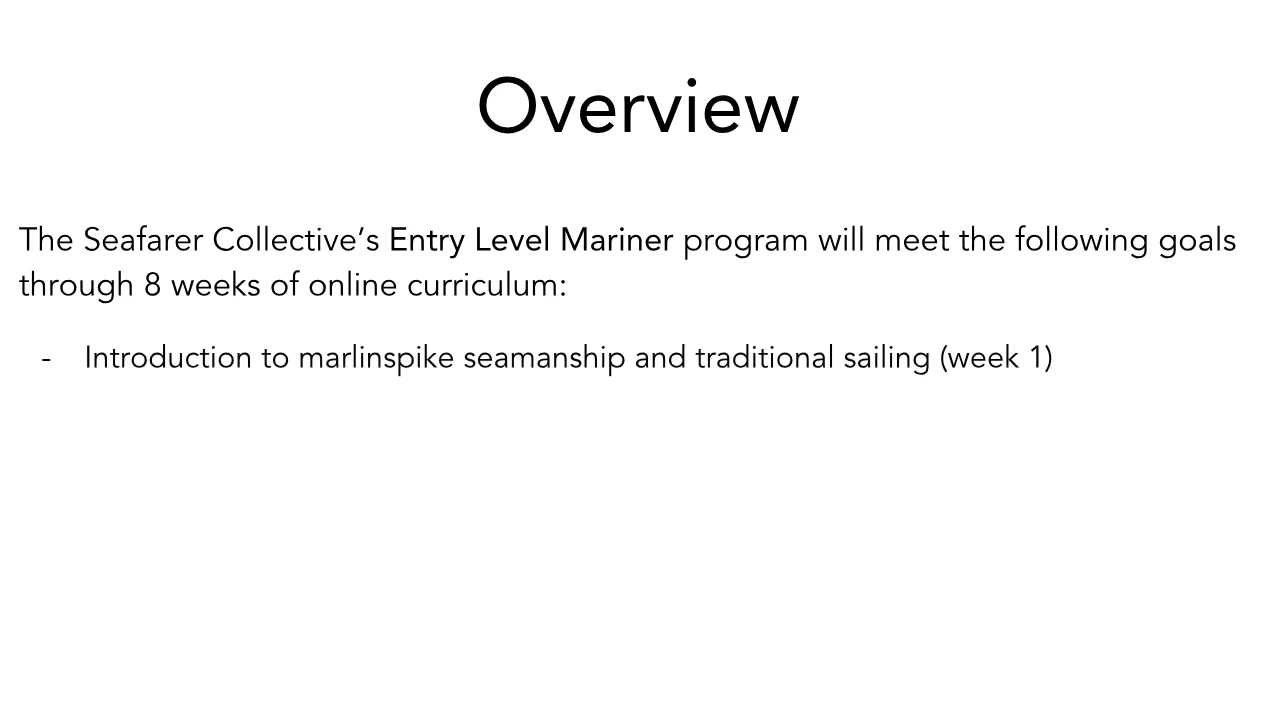 Overview
The Seafarer Collective’s Entry Level Mariner program will meet the following goals
through 8 weeks of online curriculum:
- Introduction to marlinspike seamanship and traditional sailing (week 1)